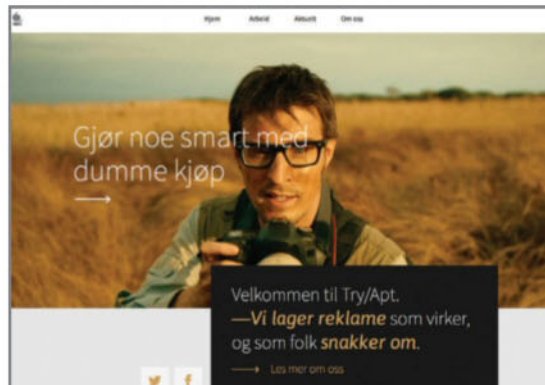 Hjem Arbeid Aktuelt Om oss
Gjør noe smart med
dumme kjøp
Velkommen til Try/Apt.
—Vi lager reklame som virker,
og som folk snakker om.
Les mer om oss